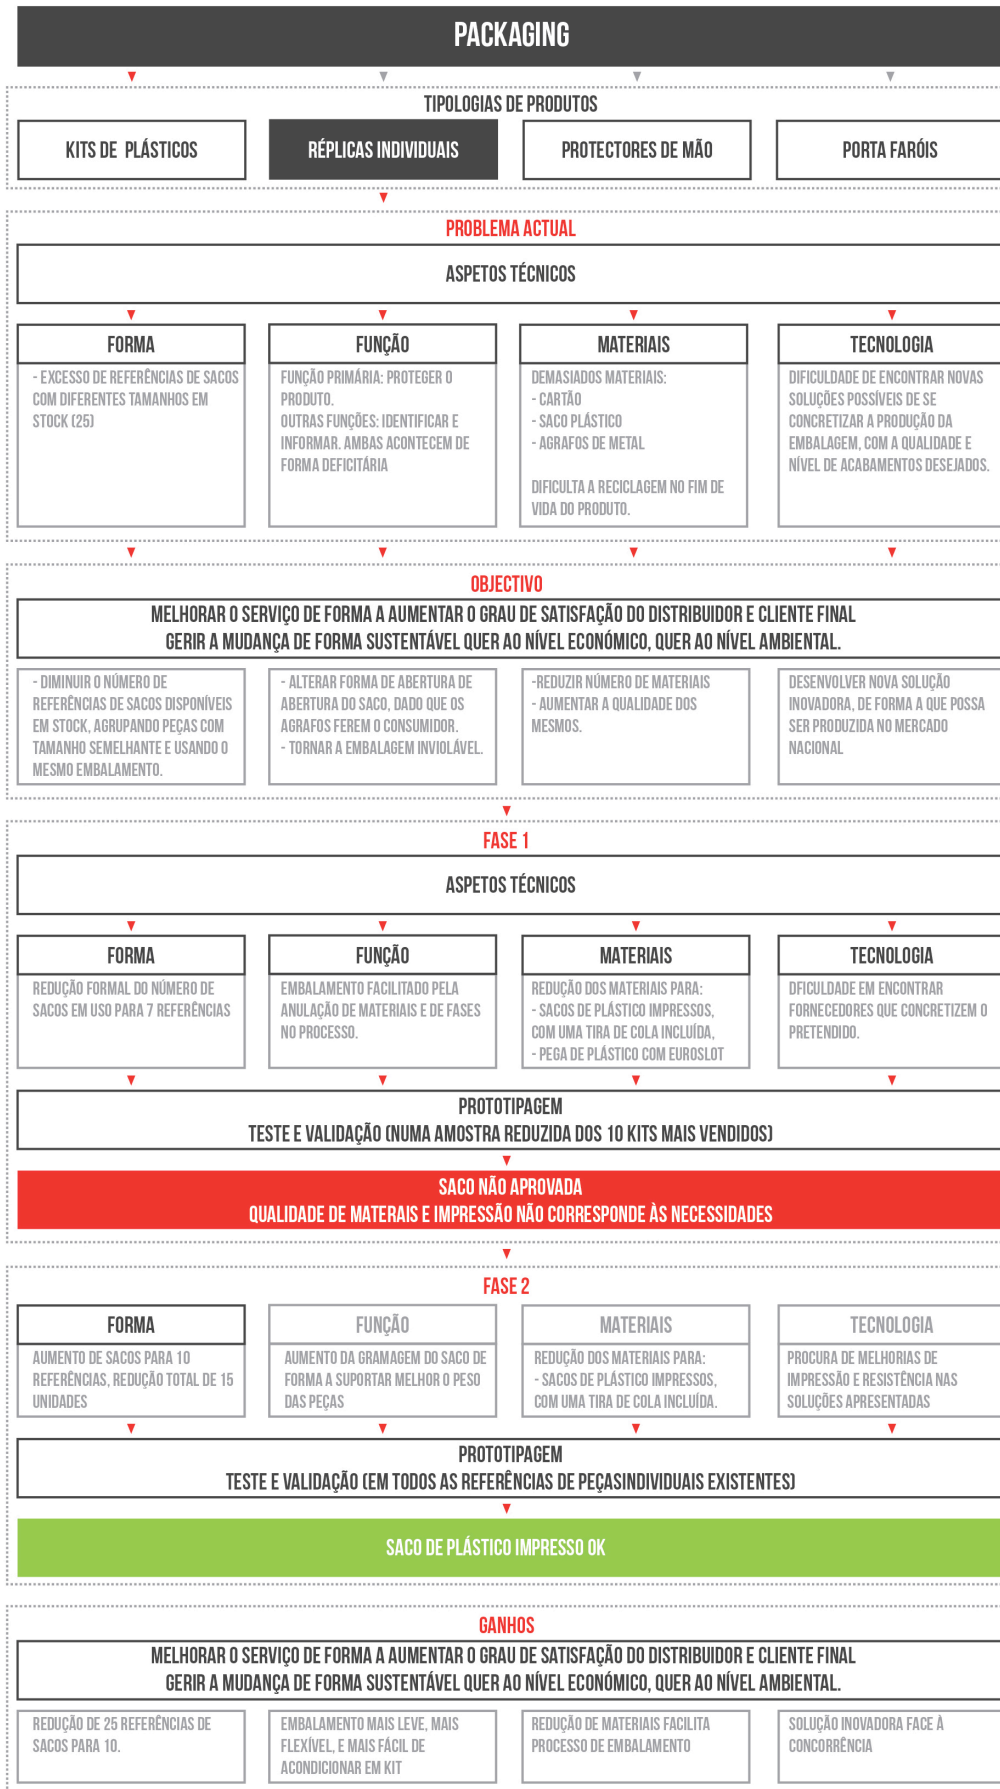 PACKAGING
TIPOLOGIAS DE PRODUTOS
KITS DE PLÁSTICOS
RÉPLICAS INDIVIDUAIS
PROTECTORES DE MÃO
PORTA FARÓIS
PROBLEMA ACTUAL
ASPETOS TÉCNICOS
FORMA
- EXCESSO DE REFERÊNCIAS DE SACOS
COM DIFERENTES TAMANHOS EM
STOCK (25)
FUNÇÃO
FUNÇÃO PRIMÁRIA: PROTEGER O
PRODUTO.
OUTRAS FUNÇÕES: IDENTIFICAR E
INFORMAR. AMBAS ACONTECEM DE
FORMA DEFICITÁRIA
MATERIAIS
DEMASIADOS MATERIAIS:
- CARTÃO
- SACO PLÁSTICO
- AGRAFOS DE METAL
DIFICULTA A RECICLAGEM NO FIM DE
VIDA DO PRODUTO.
TECNOLOGIA
DIFICULDADE DE ENCONTRAR NOVAS
SOLUÇÕES POSSÍVEIS DE SE
CONCRETIZAR A PRODUÇÃO DA
EMBALAGEM, COM A QUALIDADE E
NÍVEL DE ACABAMENTOS DESEJADOS.
OBJECTIVO
MELHORAR O SERVIÇO DE FORMA A AUMENTAR O GRAU DE SATISFAÇÃO DO DISTRIBUIDOR E CLIENTE FINAL
GERIR A MUDANÇA DE FORMA SUSTENTÁVEL QUER AO NÍVEL ECONÓMICO, QUER AO NÍVEL AMBIENTAL.
- DIMINUIR O NÚMERO DE
REFERÊNCIAS DE SACOS DISPONÍVEIS
EM STOCK, AGRUPANDO PEÇAS COM
TAMANHO SEMELHANTE E USANDO O
MESMO EMBALAMENTO.
- ALTERAR FORMA DE ABERTURA DE
ABERTURA DO SACO, DADO QUE OS
AGRAFOS FEREM O CONSUMIDOR.
- TORNAR A EMBALAGEM INVIOLÁVEL.
-REDUZIR NÚMERO DE MATERIAIS
- AUMENTAR A QUALIDADE DOS
MESMOS.
DESENVOLVER NOVA SOLUÇÃO
INOVADORA, DE FORMA A QUE POSSA
SER PRODUZIDA NO MERCADO
NACIONAL
FASE 1
ASPETOS TÉCNICOS
FORMA
REDUÇÃO FORMAL DO NÚMERO DE
SACOS EM USO PARA 7 REFERÊNCIAS
FUNÇÃO
EMBALAMENTO FACILITADO PELA
ANULAÇÃO DE MATERIAIS E DE FASES
NO PROCESSO.
MATERIAIS
REDUÇÃO DOS MATERIAIS PARA:
- SACOS DE PLÁSTICO IMPRESSOS,
COM UMA TIRA DE COLA INCLUÍDA,
- PEGA DE PLÁSTICO COM EUROSLOT
TECNOLOGIA
DFICULDADE EM ENCONTRAR
FORNECEDORES QUE CONCRETIZEM O
PRETENDIDO.
PROTOTIPAGEM
TESTE E VALIDAÇÃO (NUMA AMOSTRA REDUZIDA DOS 10 KITS MAIS VENDIDOS)
SACO NÃO APROVADA
QUALIDADE DE MATERAIS E IMPRESSÃO NÃO CORRESPONDE ÀS NECESSIDADES
FASE 2
FORMA
AUMENTO DE SACOS PARA 10
REFERÊNCIAS, REDUÇÃO TOTAL DE 15
UNIDADES
FUNÇÃO
AUMENTO DA GRAMAGEM DO SACO DE
FORMA A SUPORTAR MELHOR O PESO
DAS PEÇAS
MATERIAIS
REDUÇÃO DOS MATERIAIS PARA:
- SACOS DE PLÁSTICO IMPRESSOS,
COM UMA TIRA DE COLA INCLUÍDA.
TECNOLOGIA
PROCURA DE MELHORIAS DE
IMPRESSÃO E RESISTÊNCIA NAS
SOLUÇÕES APRESENTADAS
PROTOTIPAGEM
TESTE E VALIDAÇÃO (EM TODOS AS REFERÊNCIAS DE PEÇASINDIVIDUAIS EXISTENTES)
SACO DE PLÁSTICO IMPRESSO OK
GANHOS
MELHORAR O SERVIÇO DE FORMA A AUMENTAR O GRAU DE SATISFAÇÃO DO DISTRIBUIDOR E CLIENTE FINAL
GERIR A MUDANÇA DE FORMA SUSTENTÁVEL QUER AO NÍVEL ECONÓMICO, QUER AO NÍVEL AMBIENTAL.
REDUÇÃO DE 25 REFERÊNCIAS DE
SACOS PARA 10.
EMBALAMENTO MAIS LEVE, MAIS
FLEXÍVEL, E MAIS FÁCIL DE
ACONDICIONAR EM KIT
REDUÇÃO DE MATERIAIS FACILITA
PROCESSO DE EMBALAMENTO
SOLUÇÃO INOVADORA FACE À
CONCORRÊNCIA